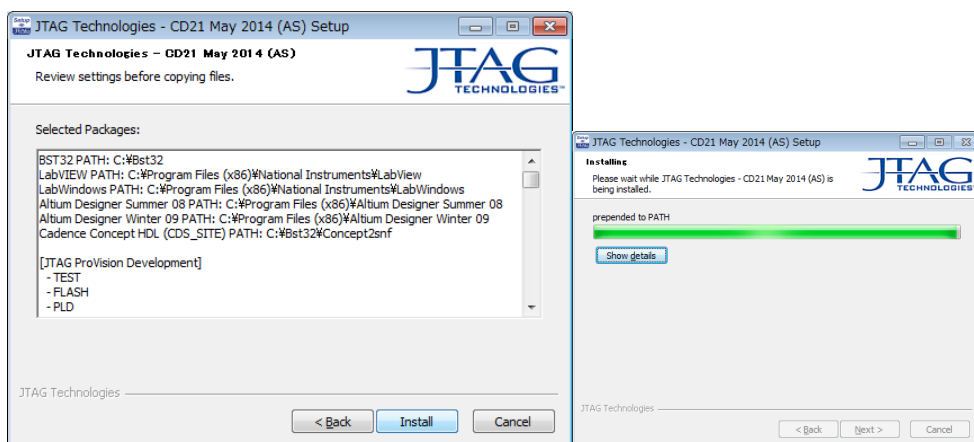 JTAG Technologies - CD21 May 2014 (AS) Setup
JTAG Technologies - CD21 May 2014 (AS)
Review settings before copying files.
JTAG
TECHNOLOGIES
Selected Packages:
BST32 PATH: C:¥Bst32
LabVIEW PATH: C:¥Program Files (x86)¥National Instruments¥LabView
LabWindows PATH: C:¥Program Files (x86)¥National Instruments¥LabWindows
Altium Designer Summer 08 PATH: C:¥Program Files (x86)¥Altium Designer Summer 08
Altium Designer Winter 09 PATH: C:¥Program Files (x86)¥Altium Designer Winter 09
Cadence Concept HDL (CDS_SITE) PATH: C:¥Bst32¥Concept2snf
[JTAG ProVision Development]
- TEST
- FLASH
- PLD
JTAG Technologies
< Back
Install
Cancel
JTAG Technologies - CD21 May 2014 (AS) Setup
Installing
Please wait while JTAG Technologies - CD21 May 2014 (AS) is
being installed.
JTAG
TECHNOLOGIES
prepended to PATH
Show details
JTAG Technologies
< Back
Next >
Cancel